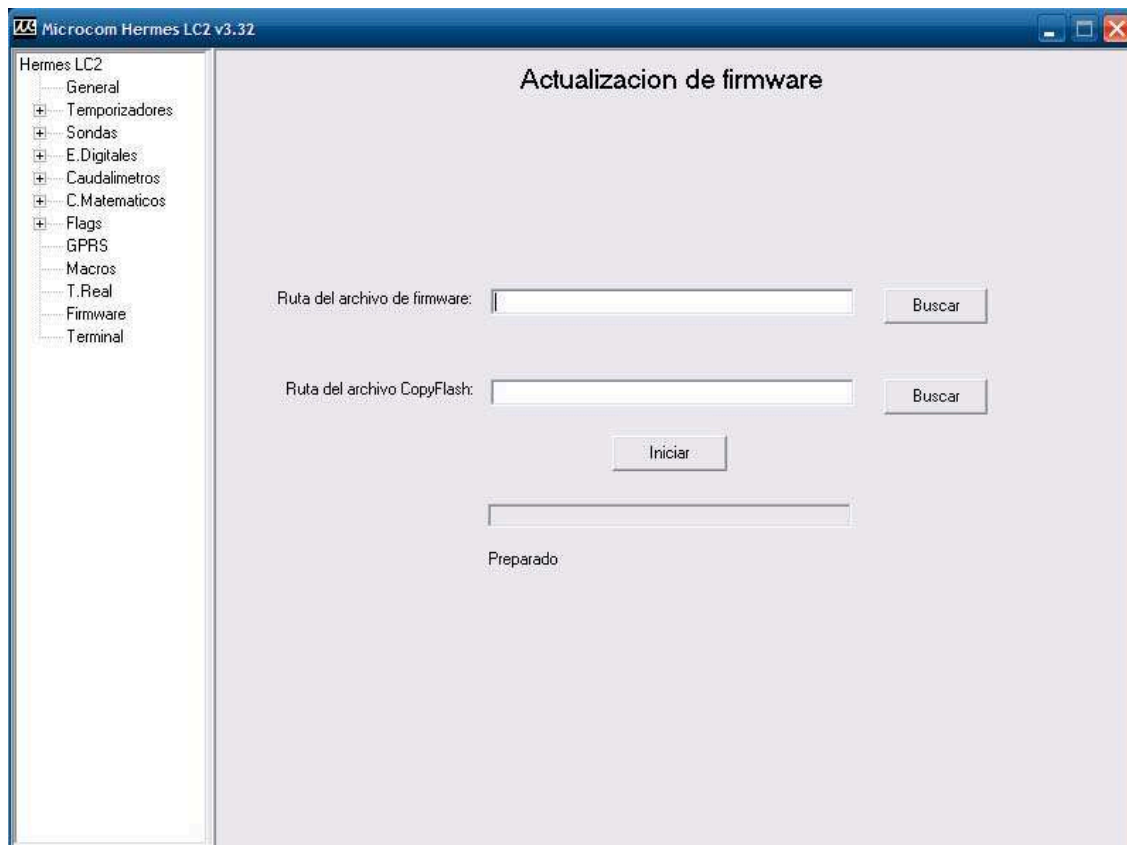 Microcom Hermes LC2 v3.32
Hermes LC2
General
Temporizadores
Sondas
E.Digitales
Caudalimetros
C.Matematicos
Flags
GPRS
Macros
T.Real
Firmware
Terminal
Actualizacion de firmware
Ruta del archivo de firmware:
Buscar
Ruta del archivo CopyFlash:
Buscar
Iniciar
Preparado